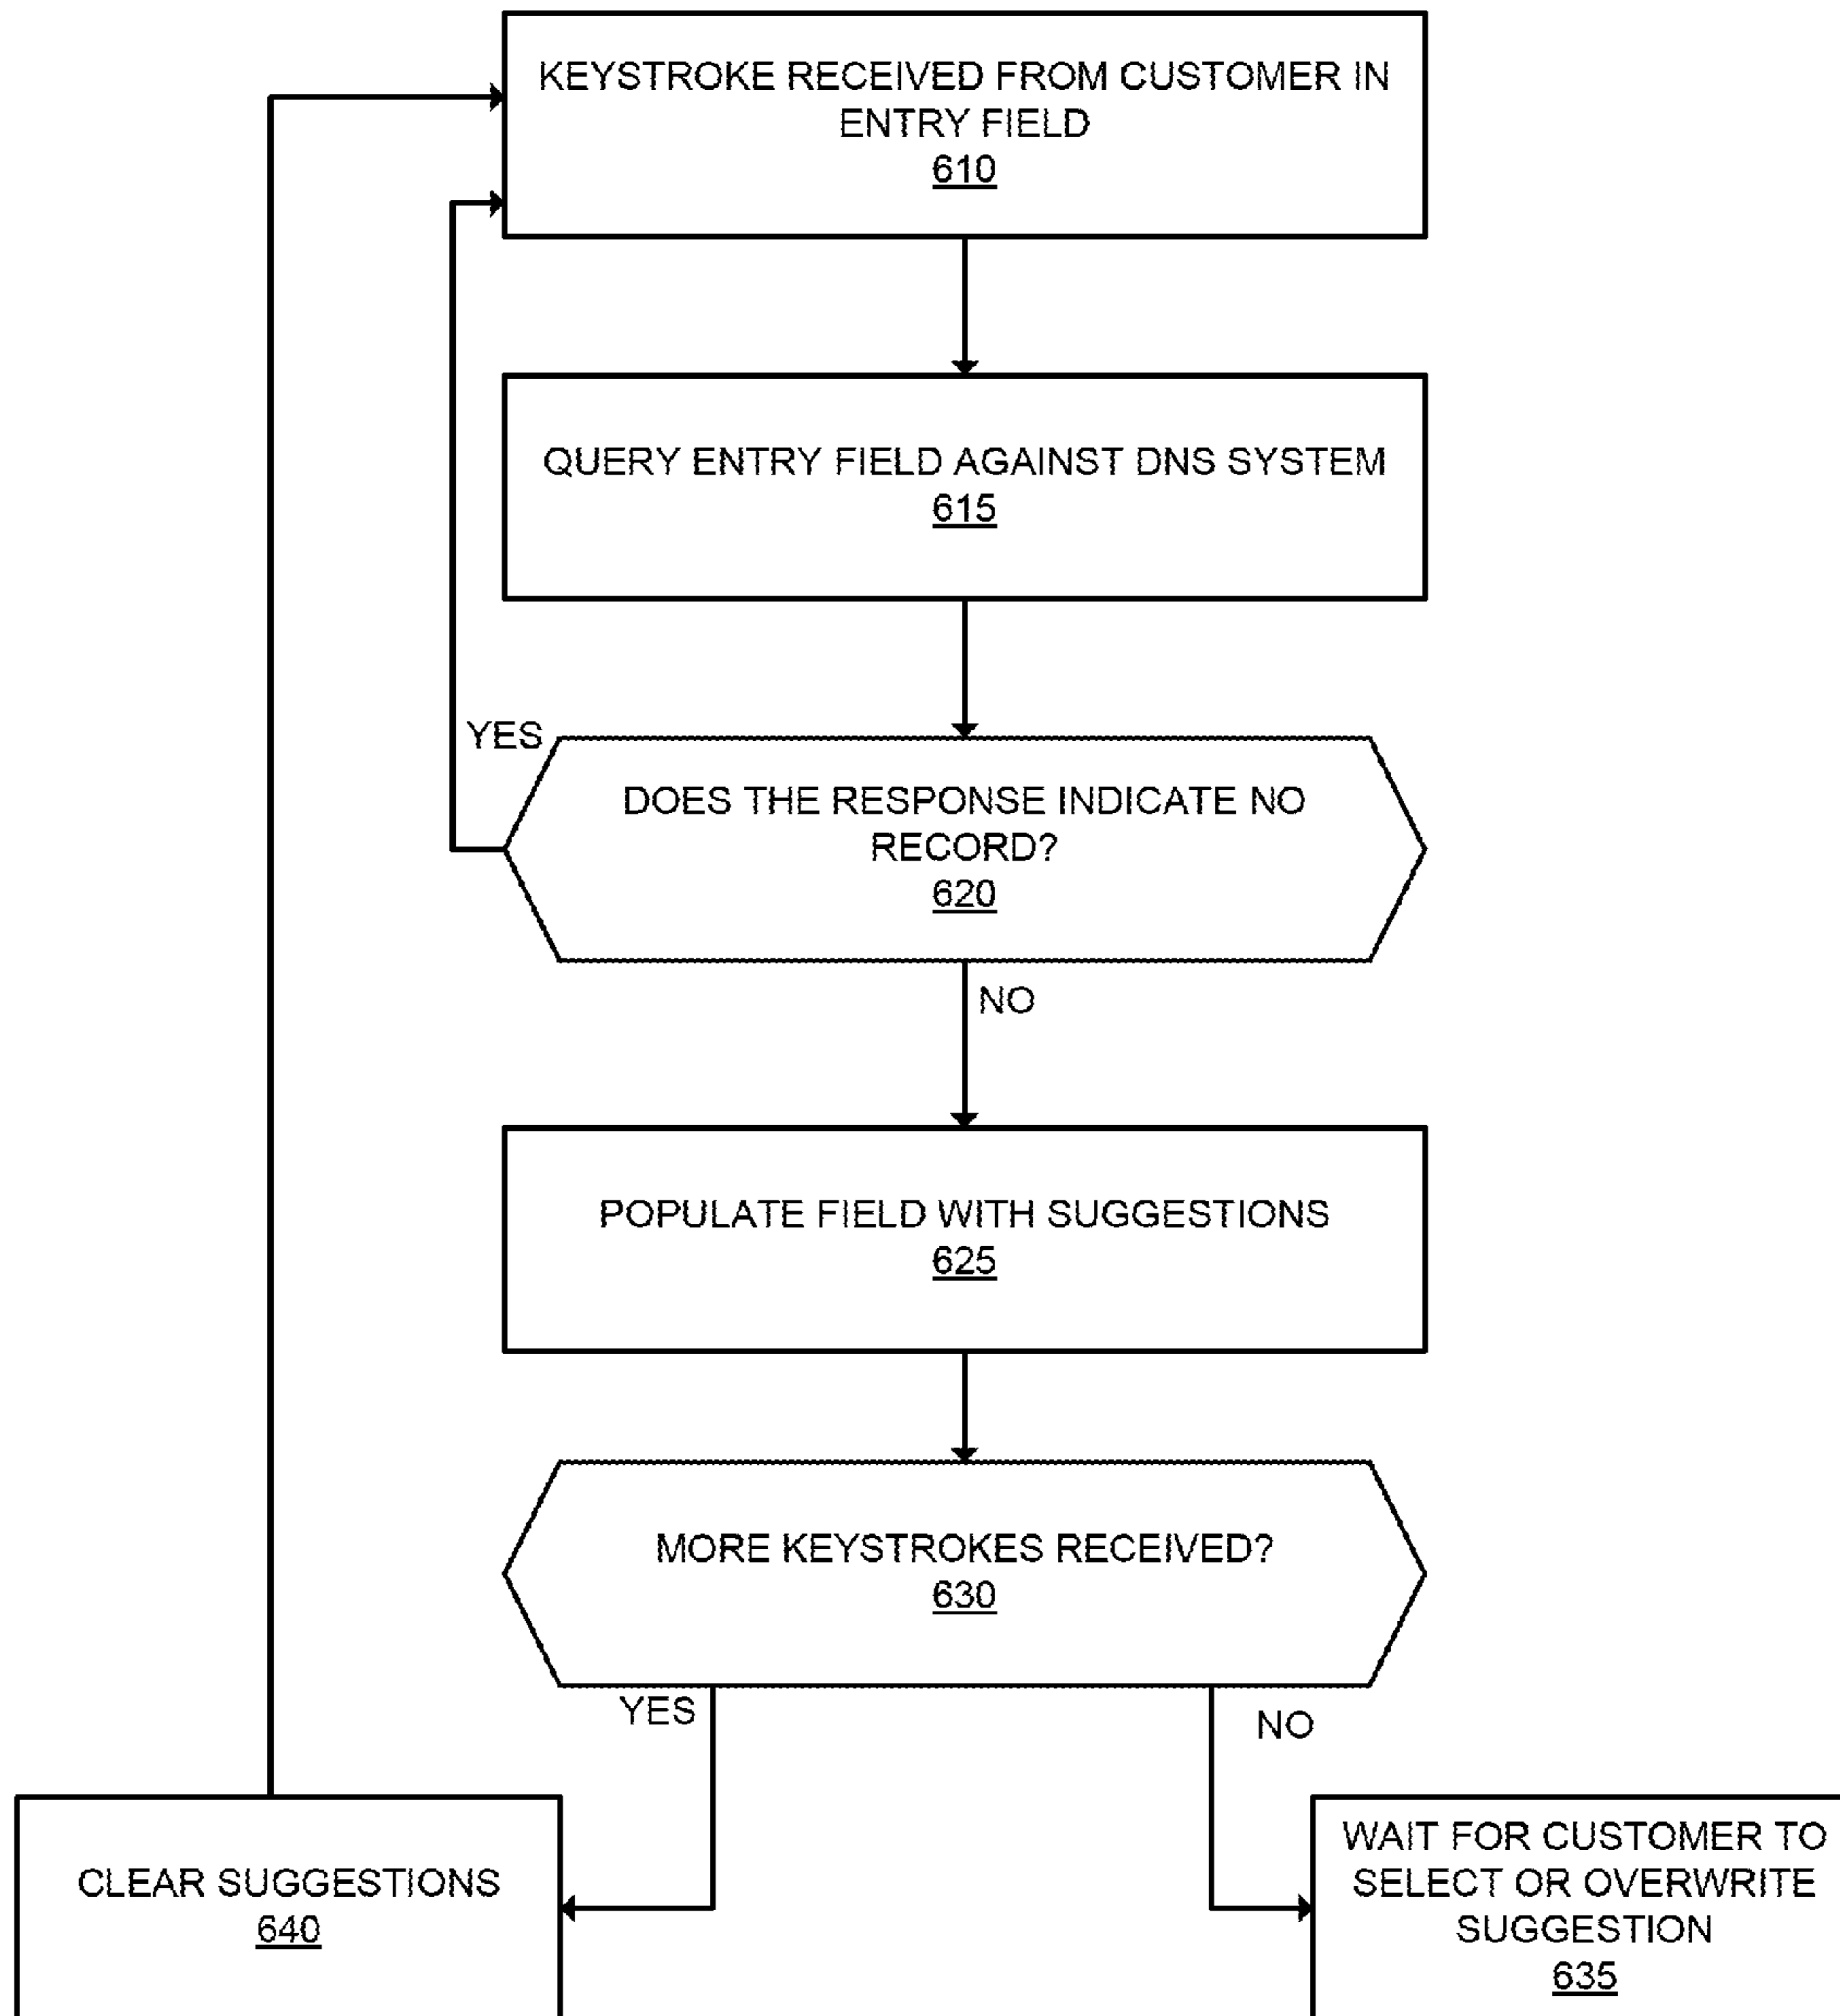 KEYSTROKE RECEIVED FROM CUSTOMER IN
ENTRY FIELD
610
QUERY ENTRY FIELD AGAINST DNS SYSTEM
615
YES
DOES THE RESPONSE INDICATE NO
RECORD?
620
NO
POPULATE FIELD WITH SUGGESTIONS
625
MORE KEYSTROKES RECEIVED?
630
YES
NO
CLEAR SUGGESTIONS
640
WAIT FOR CUSTOMER TO
SELECT OR OVERWRITE
SUGGESTION
635